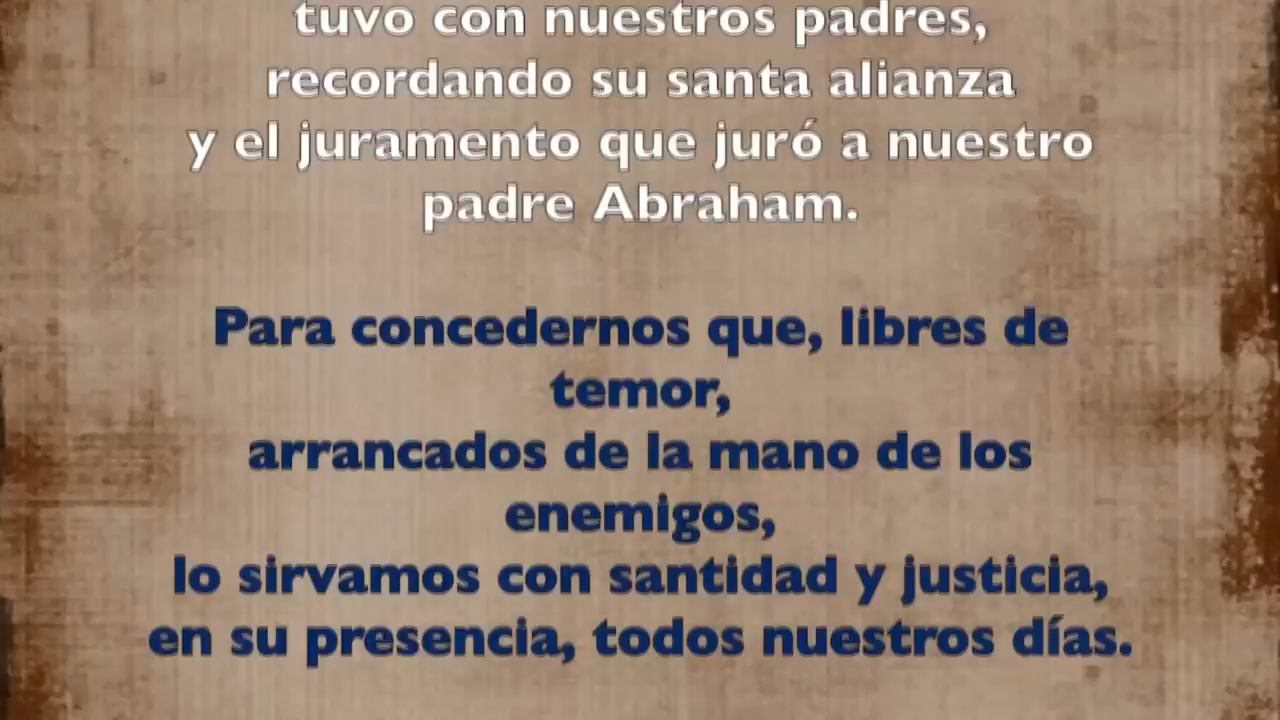 tuvo con nuestros padres,
recordando su santa alianza
y el juramento que juró a nuestro
padre Abraham.
Para concedernos que, libres de
temor,
arrancados de la mano de los
enemigos,
lo sirvamos con santidad y justicia,
en su presencia, todos nuestros días.